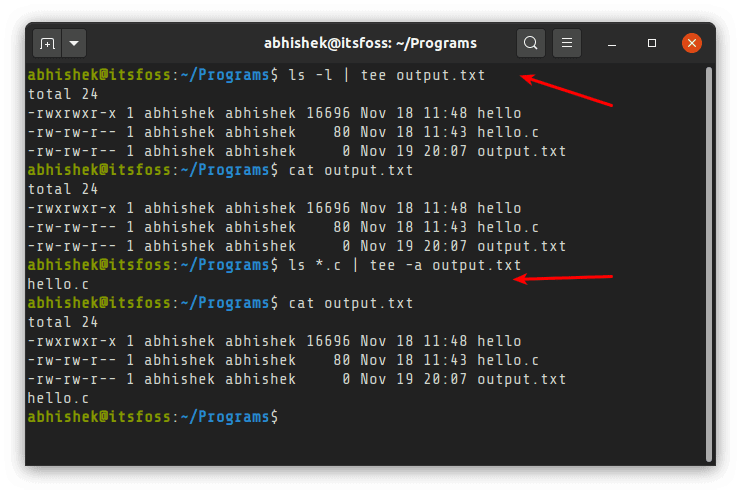 abhishek@itsfoss: ~/Programs
abhishek@itsfoss:~/Programs$ ls -l | tee output.txt
total 24
-rwxrwxr-x 1 abhishek abhishek 16696 Nov 18 11:48 hello
-rw-rw-r-- 1 abhishek abhishek    80 Nov 18 11:43 hello.c
-rw-rw-r-- 1 abhishek abhishek     0 Nov 19 20:07 output.txt
abhishek@itsfoss:~/Programs$ cat output.txt
total 24
-rwxrwxr-x 1 abhishek abhishek 16696 Nov 18 11:48 hello
-rw-rw-r-- 1 abhishek abhishek    80 Nov 18 11:43 hello.c
-rw-rw-r-- 1 abhishek abhishek     0 Nov 19 20:07 output.txt
abhishek@itsfoss:~/Programs$ ls *.c | tee -a output.txt
hello.c
abhishek@itsfoss:~/Programs$ cat output.txt
total 24
-rwxrwxr-x 1 abhishek abhishek 16696 Nov 18 11:48 hello
-rw-rw-r-- 1 abhishek abhishek    80 Nov 18 11:43 hello.c
-rw-rw-r-- 1 abhishek abhishek     0 Nov 19 20:07 output.txt
hello.c
abhishek@itsfoss:~/Programs$